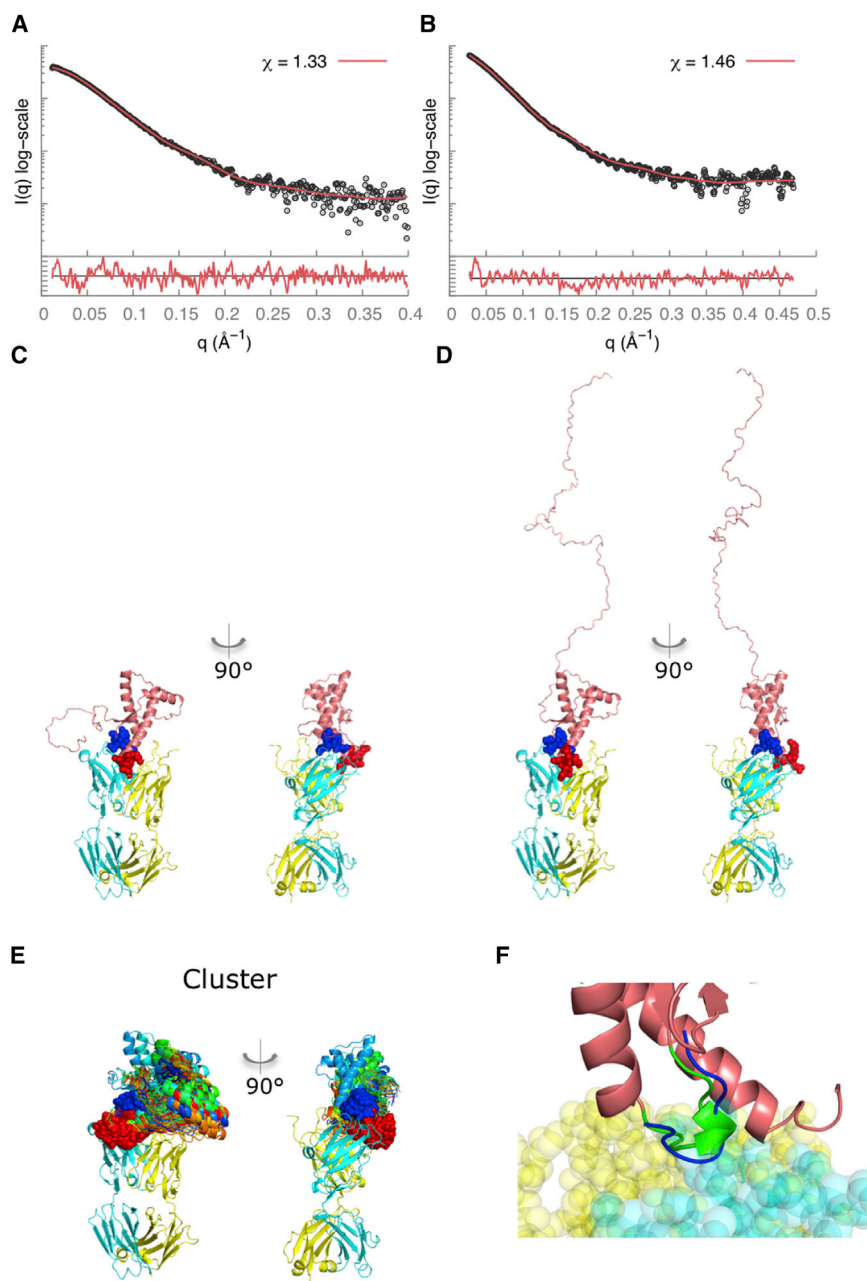 A
B
χ = 1.33
χ = 1.46
I(q) log−scale
I(q) log−scale
0 0.05 0.1 0.15 0.2 0.25 0.3 0.35 0.4
0 0.05 0.1 0.15 0.2 0.25 0.3 0.35 0.4 0.45 0.5
q (Å⁻¹)
q (Å⁻¹)
C
D
90°
90°
E
F
Cluster
90°